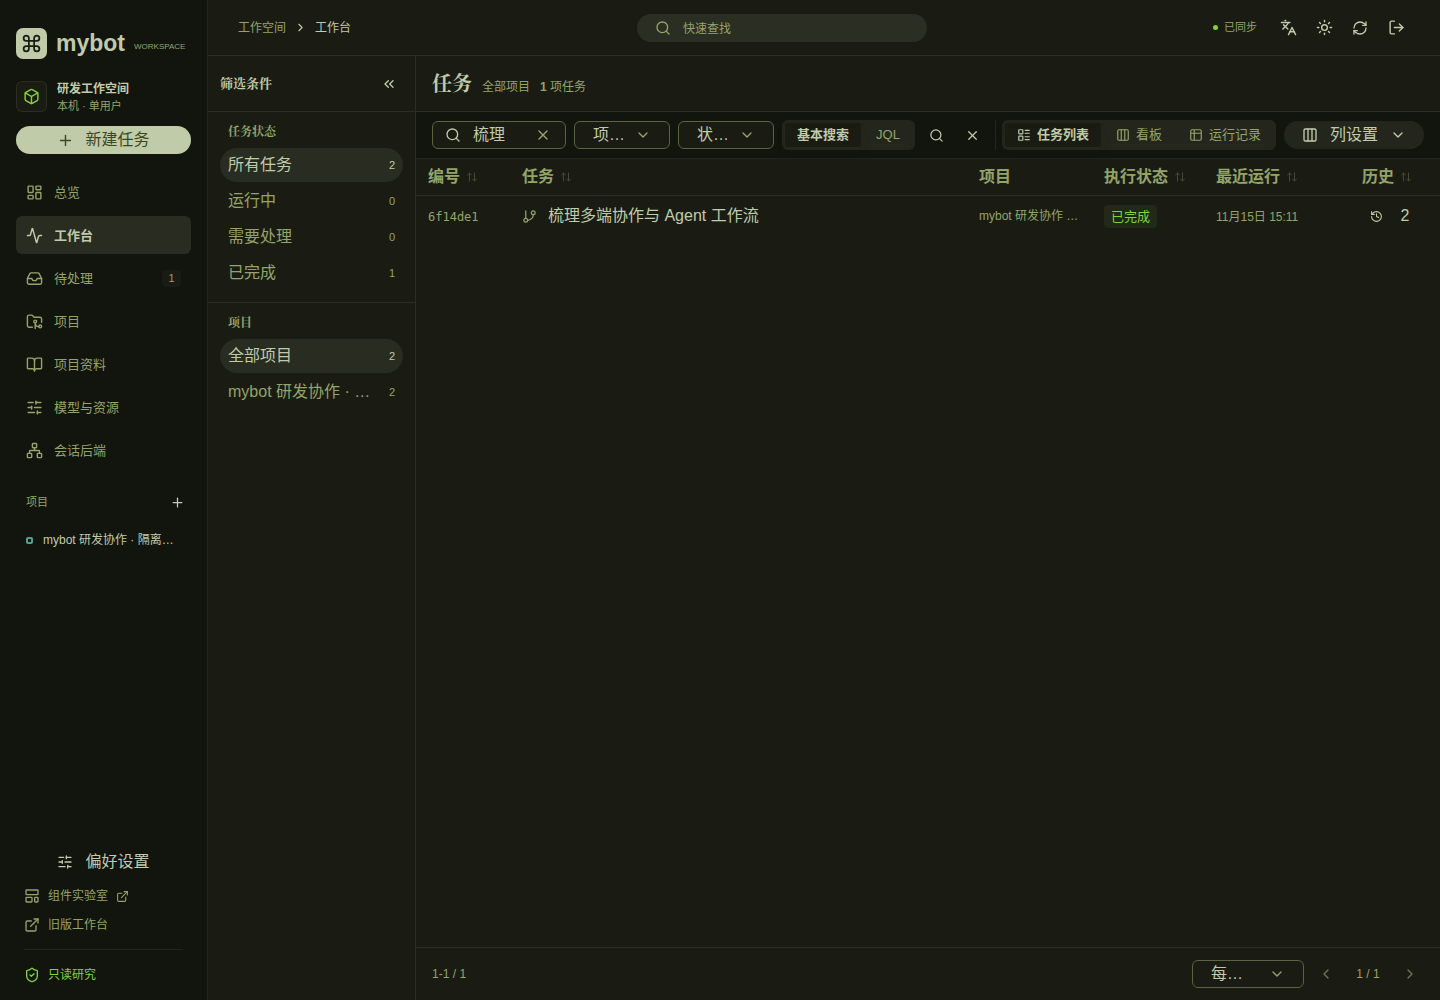 mybot WORKSPACE
研发工作空间
本机 · 单用户
新建任务
总览
工作台
待处理 1
项目
项目资料
模型与资源
会话后端
项目
mybot 研发协作 · 隔离…
偏好设置
组件实验室
旧版工作台
只读研究
工作空间 工作台
快速查找
已同步
筛选条件
任务状态
所有任务 2
运行中 0
需要处理 0
已完成 1
项目
全部项目 2
mybot 研发协作 · … 2
任务 全部项目 1 项任务
梳理 项… 状… 基本搜索 JQL 任务列表 看板 运行记录 列设置
编号 任务 项目 执行状态 最近运行 历史
6f14de1 梳理多端协作与 Agent 工作流 mybot 研发协作 … 已完成 11月15日 15:11 2
1-1 / 1 每… 1 / 1